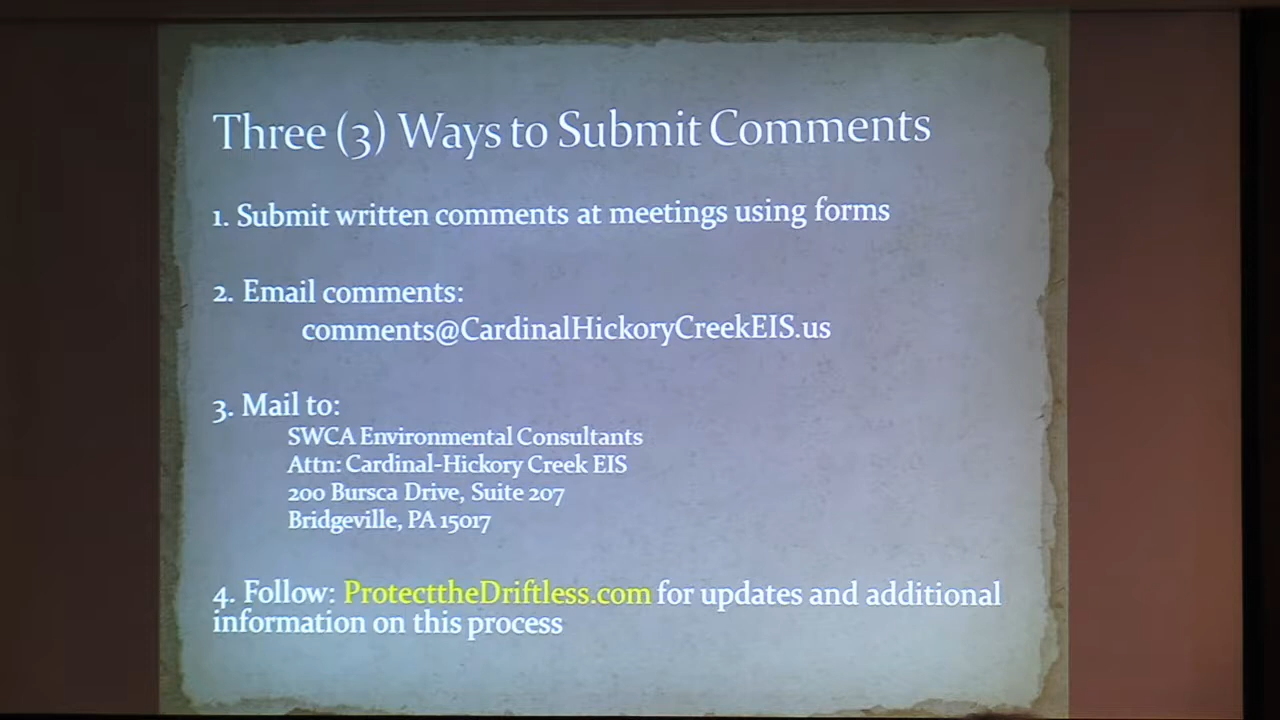 Three (3) Ways to Submit Comments
1. Submit written comments at meetings using forms
2. Email comments:
comments@CardinalHickoryCreekEIS.us
3. Mail to:
SWCA Environmental Consultants
Attn: Cardinal-Hickory Creek EIS
200 Bursca Drive, Suite 207
Bridgeville, PA 15017
4. Follow: ProtecttheDriftless.com for updates and additional
information on this process